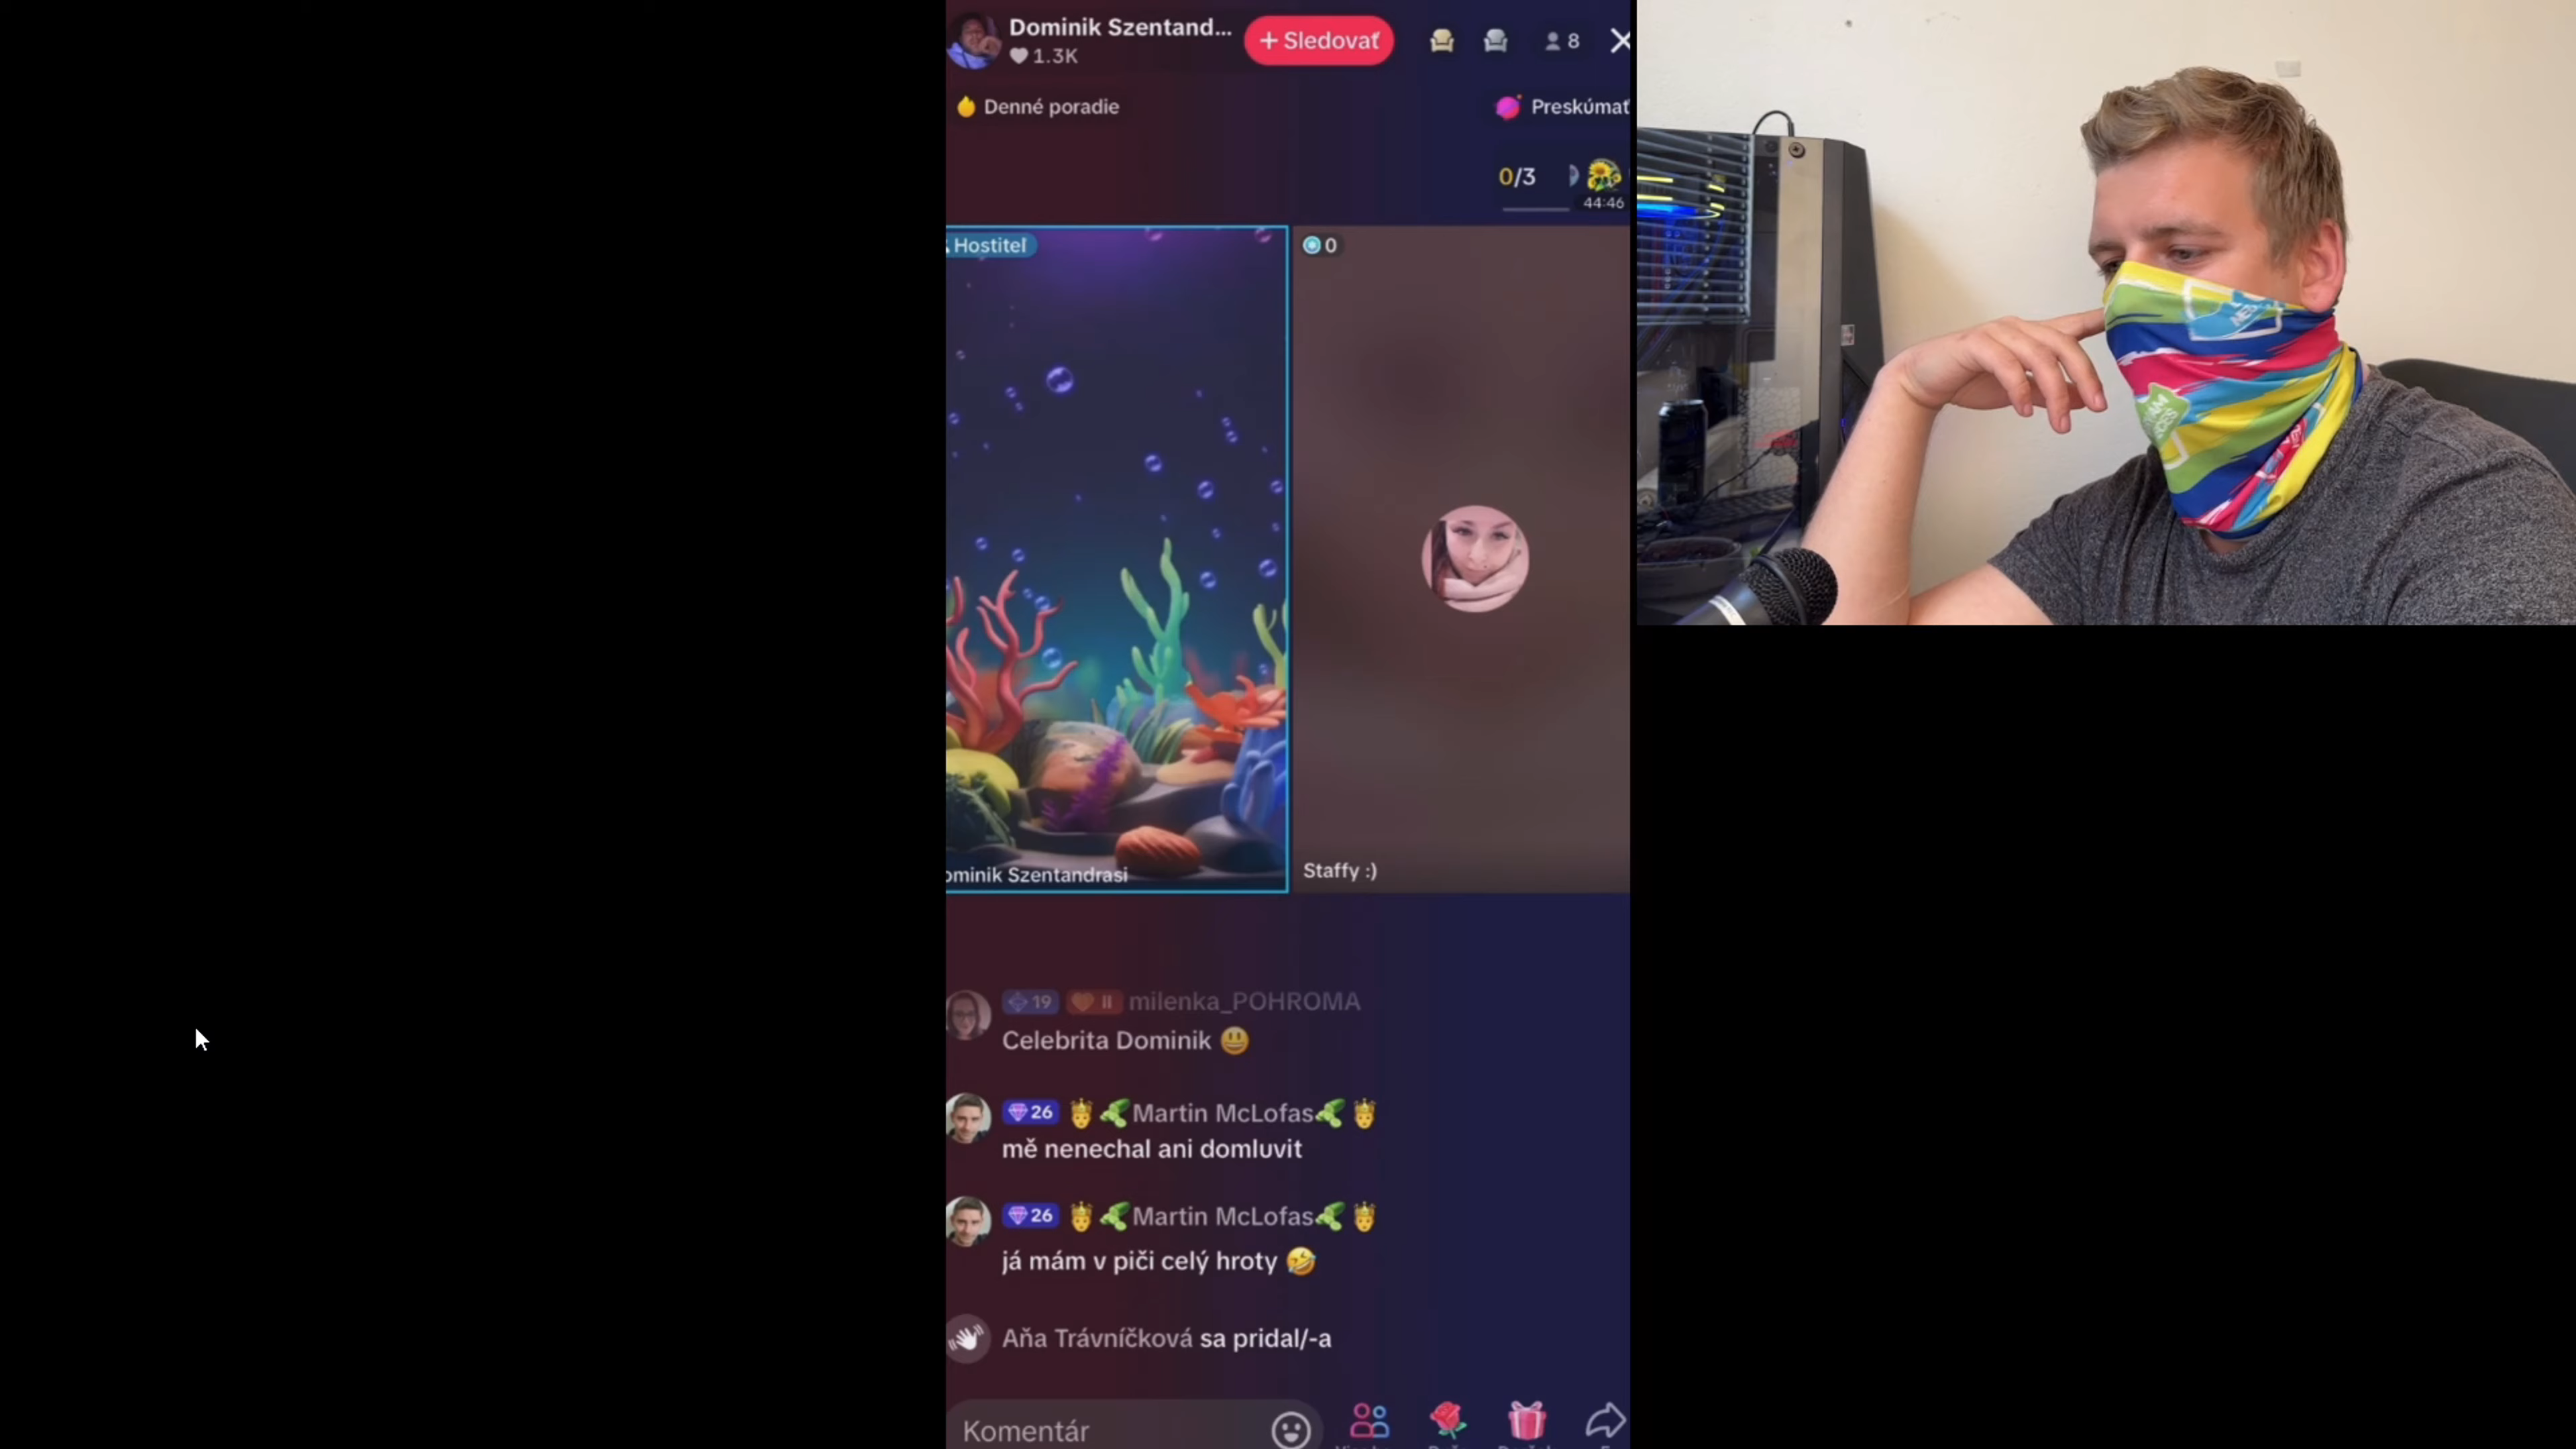 Dominik Szentand...
+ Sledovať
8
1.3K
Denné poradie
Preskúmať
0/3
44:46
Hostiteľ
0
ominik Szentandrasi
Staffy :)
19 II milenka_POHROMA
Celebrita Dominik 😃
26 🤴🥒Martin McLofas🥒🤴
mě nenechal ani domluvit
26 🤴🥒Martin McLofas🥒🤴
já mám v piči celý hroty 🤣
Aňa Trávníčková sa pridal/-a
Komentár